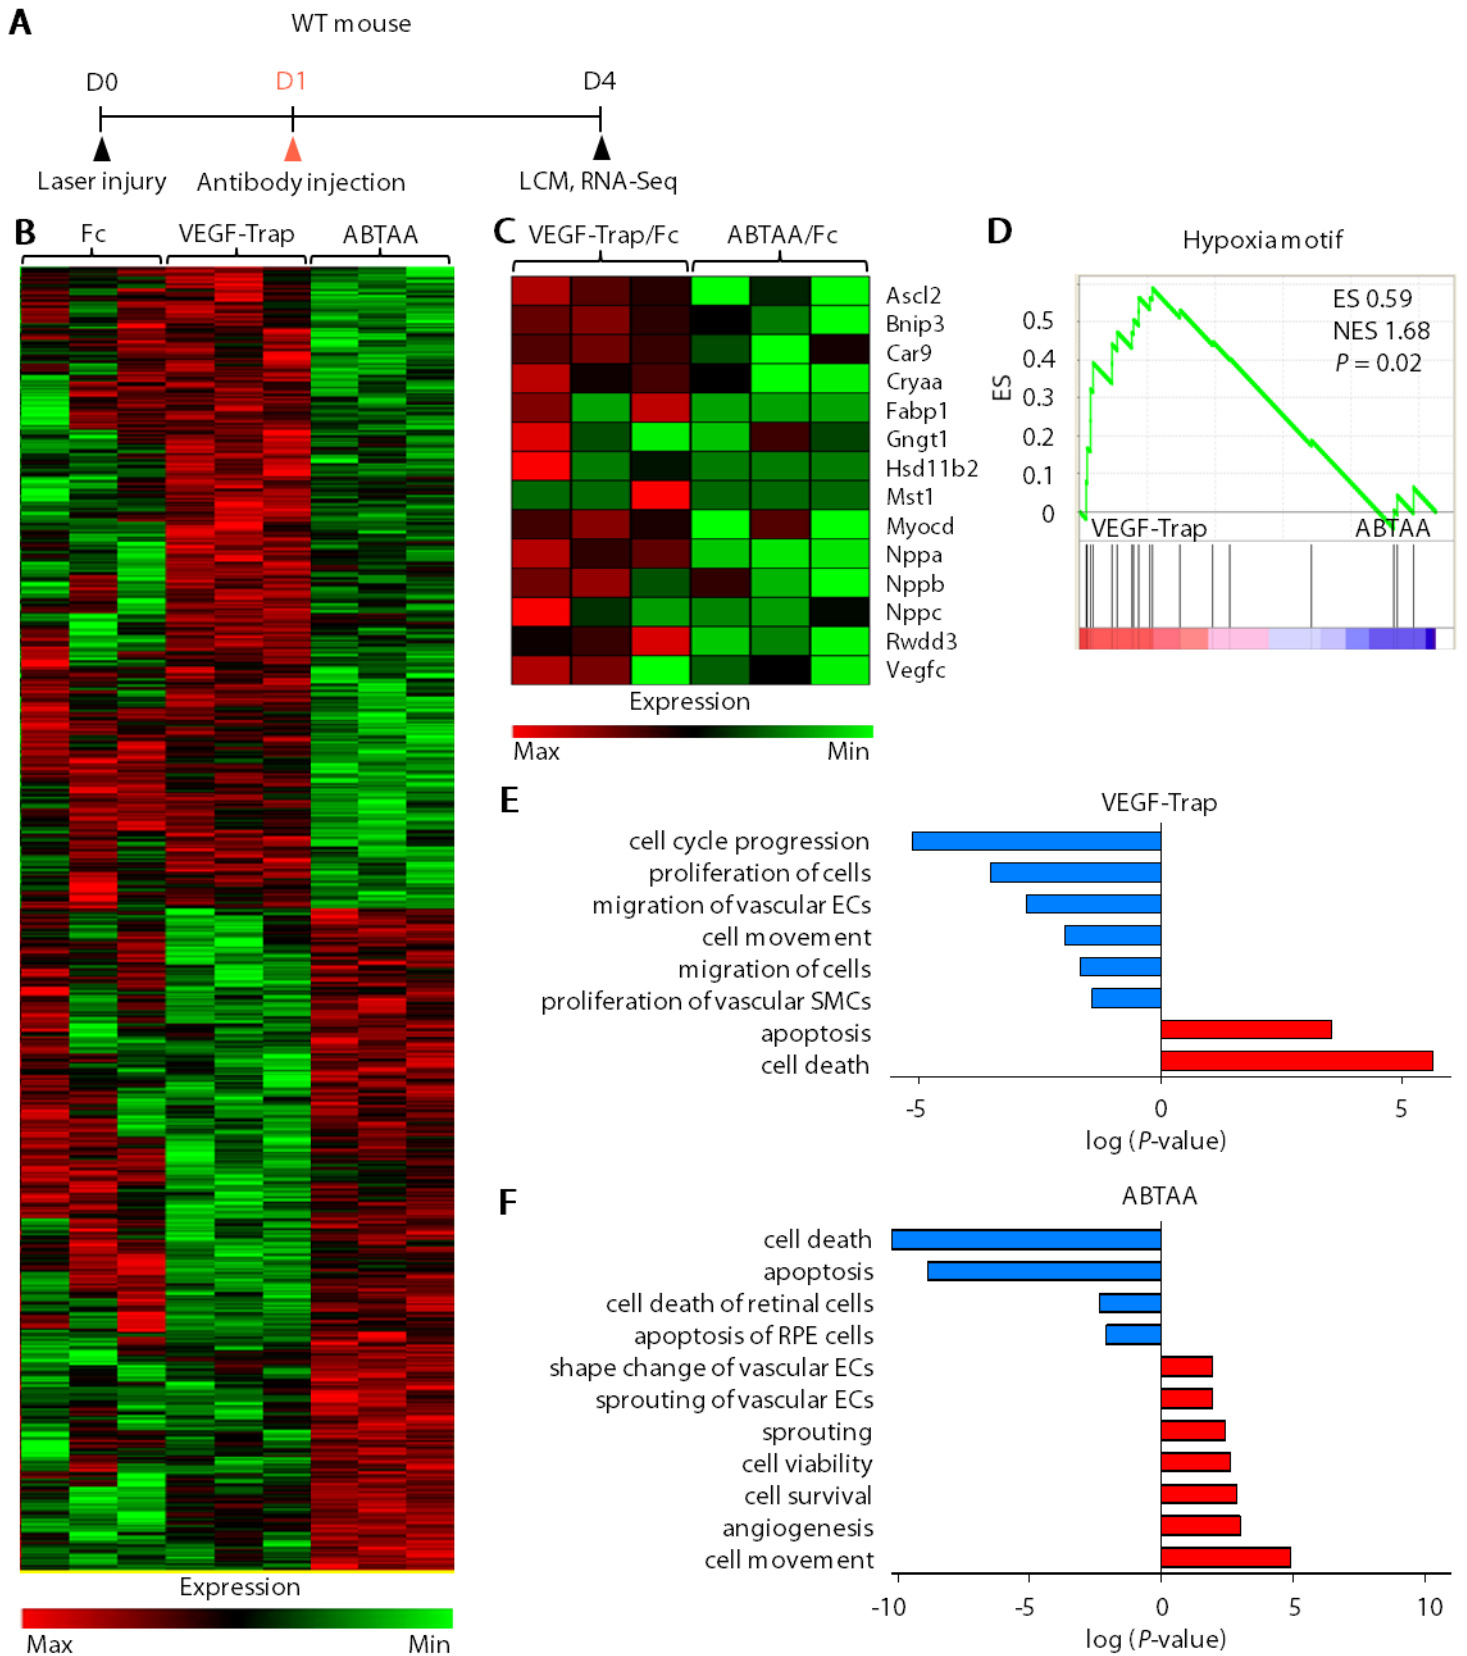 A
WT mouse
D0
D1
D4
Laser injury
Antibody injection
LCM, RNA-Seq
B
Fc
VEGF-Trap
ABTAA
Expression
Max
Min
C
VEGF-Trap/Fc
ABTAA/Fc
Ascl2
Bnip3
Car9
Cryaa
Fabp1
Gngt1
Hsd11b2
Mst1
Myocd
Nppa
Nppb
Nppc
Rwdd3
Vegfc
Expression
Max
Min
D
Hypoxia motif
ES 0.59
NES 1.68
P = 0.02
ES
0.5
0.4
0.3
0.2
0.1
0
VEGF-Trap
ABTAA
E
VEGF-Trap
cell cycle progression
proliferation of cells
migration of vascular ECs
cell movement
migration of cells
proliferation of vascular SMCs
apoptosis
cell death
-5
0
5
log (P-value)
F
ABTAA
cell death
apoptosis
cell death of retinal cells
apoptosis of RPE cells
shape change of vascular ECs
sprouting of vascular ECs
sprouting
cell viability
cell survival
angiogenesis
cell movement
-10
-5
0
5
10
log (P-value)